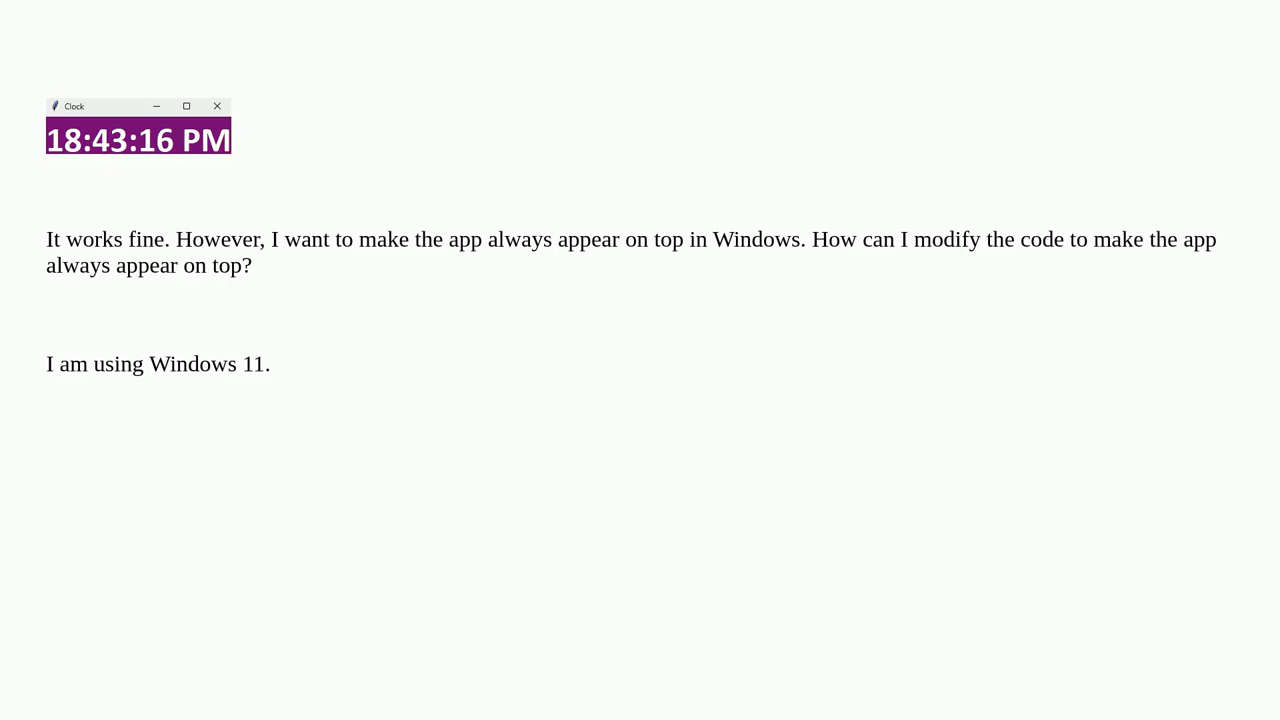 Clock
18:43:16 PM
It works fine. However, I want to make the app always appear on top in Windows. How can I modify the code to make the app
always appear on top?
I am using Windows 11.